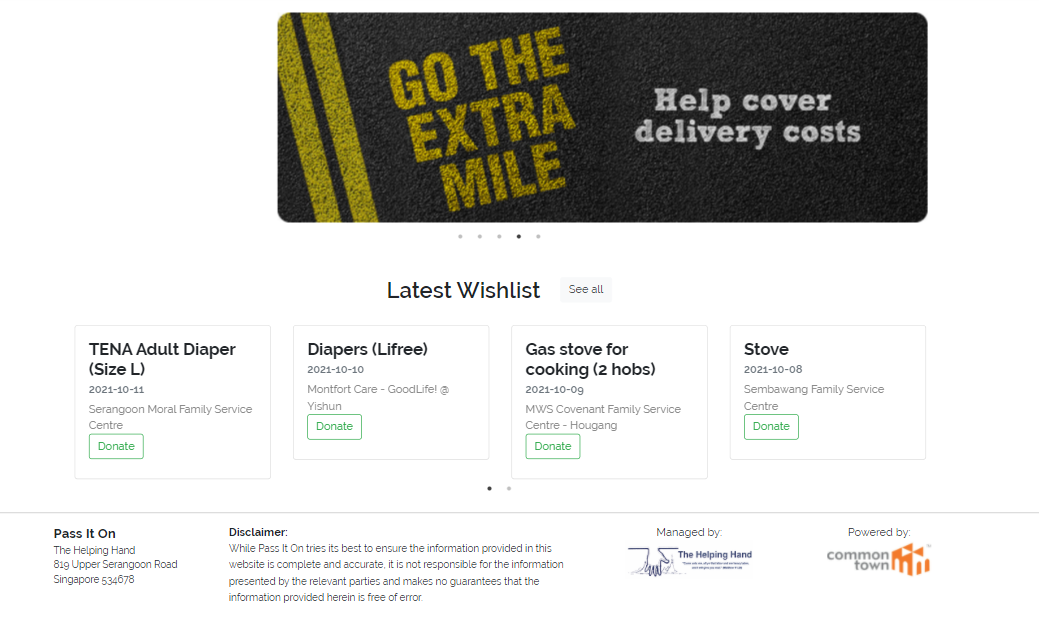 GO THE
EXTRA
MILE
Help cover
delivery costs
Latest Wishlist
See all
TENA Adult Diaper
(Size L)
2021-10-11
Serangoon Moral Family Service
Centre
Donate
Diapers (Lifree)
2021-10-10
Montfort Care - GoodLife! @
Yishun
Donate
Gas stove for
cooking (2 hobs)
2021-10-09
MWS Covenant Family Service
Centre - Hougang
Donate
Stove
2021-10-08
Sembawang Family Service
Centre
Donate
Pass It On
The Helping Hand
819 Upper Serangoon Road
Singapore 534678
Disclaimer:
While Pass It On tries its best to ensure the information provided in this
website is complete and accurate, it is not responsible for the information
presented by the relevant parties and makes no guarantees that the
information provided herein is free of error.
Managed by:
The Helping Hand
Powered by:
common
town